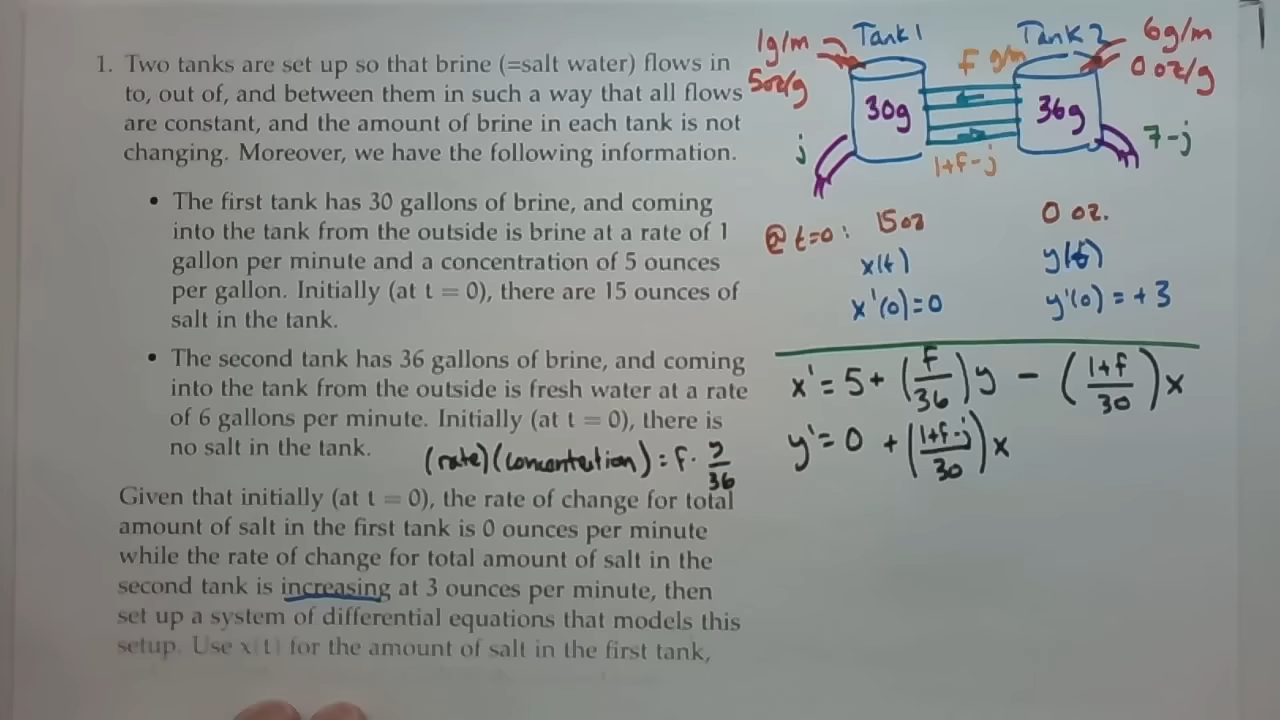 1. Two tanks are set up so that brine (=salt water) flows in
to, out of, and between them in such a way that all flows
are constant, and the amount of brine in each tank is not
changing. Moreover, we have the following information.
• The first tank has 30 gallons of brine, and coming
into the tank from the outside is brine at a rate of 1
gallon per minute and a concentration of 5 ounces
per gallon. Initially (at t = 0), there are 15 ounces of
salt in the tank.
• The second tank has 36 gallons of brine, and coming
into the tank from the outside is fresh water at a rate
of 6 gallons per minute. Initially (at t = 0), there is
no salt in the tank.
(rate)(concentration) = f · y/36
Given that initially (at t = 0), the rate of change for total
amount of salt in the first tank is 0 ounces per minute
while the rate of change for total amount of salt in the
second tank is increasing at 3 ounces per minute, then
set up a system of differential equations that models this
setup. Use x(t) for the amount of salt in the first tank,
1g/m Tank 1 Tank 2 6g/m
5oz/g f g/m 0 oz/g
30g 36g
j 1+f-j 7-j
@ t=0: 15oz 0 oz.
x(t) y(t)
x'(0)=0 y'(0)=+3
x' = 5 + (f/36)y - (1+f/30)x
y' = 0 + (1+f-j/30)x
1